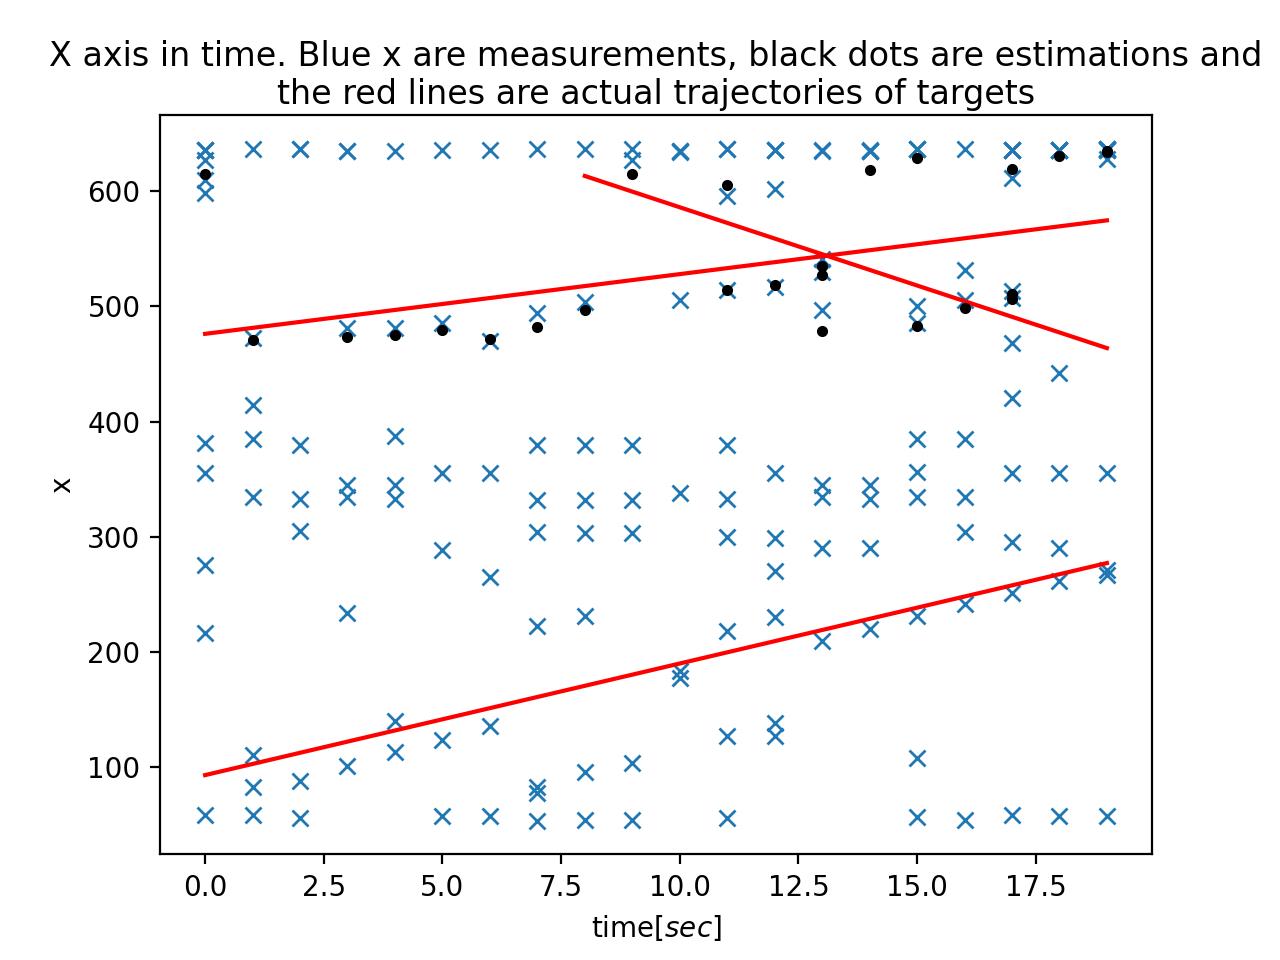 X axis in time. Blue x are measurements, black dots are estimations and
the red lines are actual trajectories of targets
600
500
400
300
200
100
x
0.0 2.5 5.0 7.5 10.0 12.5 15.0 17.5
time[sec]